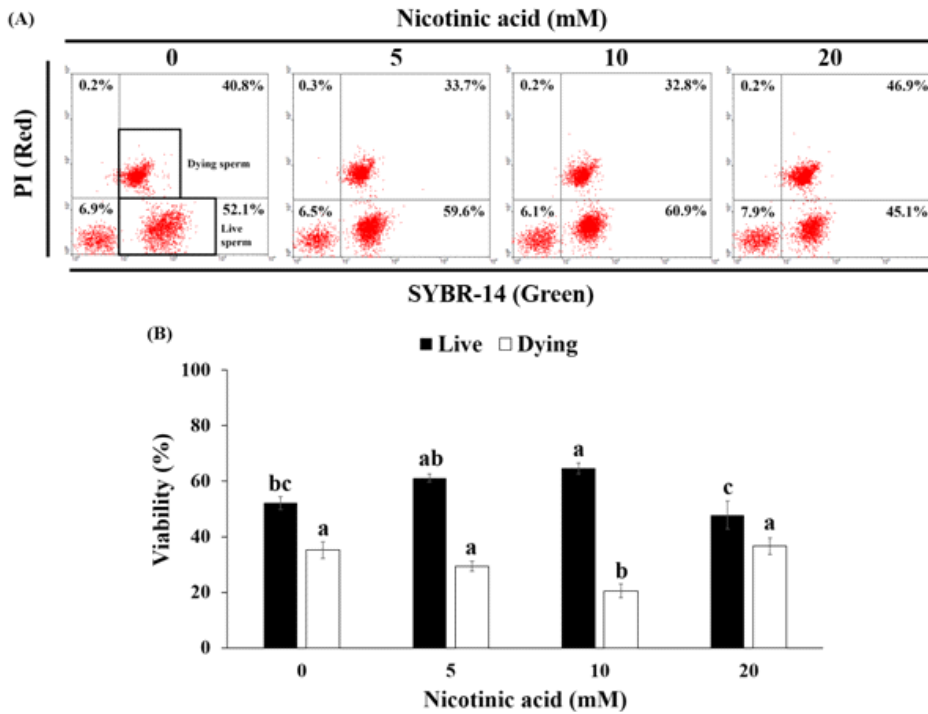 (A)
Nicotinic acid (mM)
0 5 10 20
PI (Red)
0.2% 40.8% 0.3% 33.7% 0.2% 32.8% 0.2% 46.9%
Dying sperm
6.9% 52.1% 6.5% 59.6% 6.1% 60.9% 7.9% 45.1%
Live
sperm
SYBR-14 (Green)
(B)
Live Dying
Viability (%)
100
80
60
40
20
0
bc a ab a a b c a
0 5 10 20
Nicotinic acid (mM)